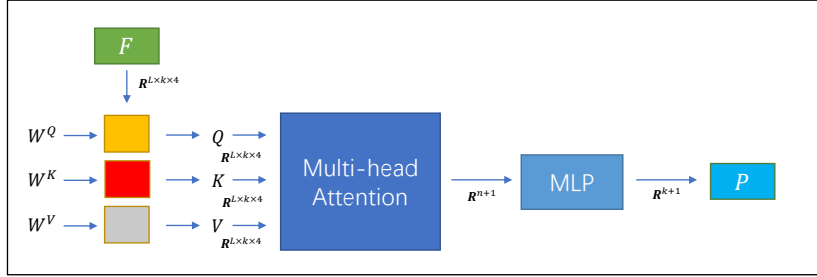 F
R^{L×k×4}
W^Q Q
R^{L×k×4}
W^K K
R^{L×k×4}
W^V V
R^{L×k×4}
Multi-head
Attention
R^{n+1}
MLP
R^{k+1}
P